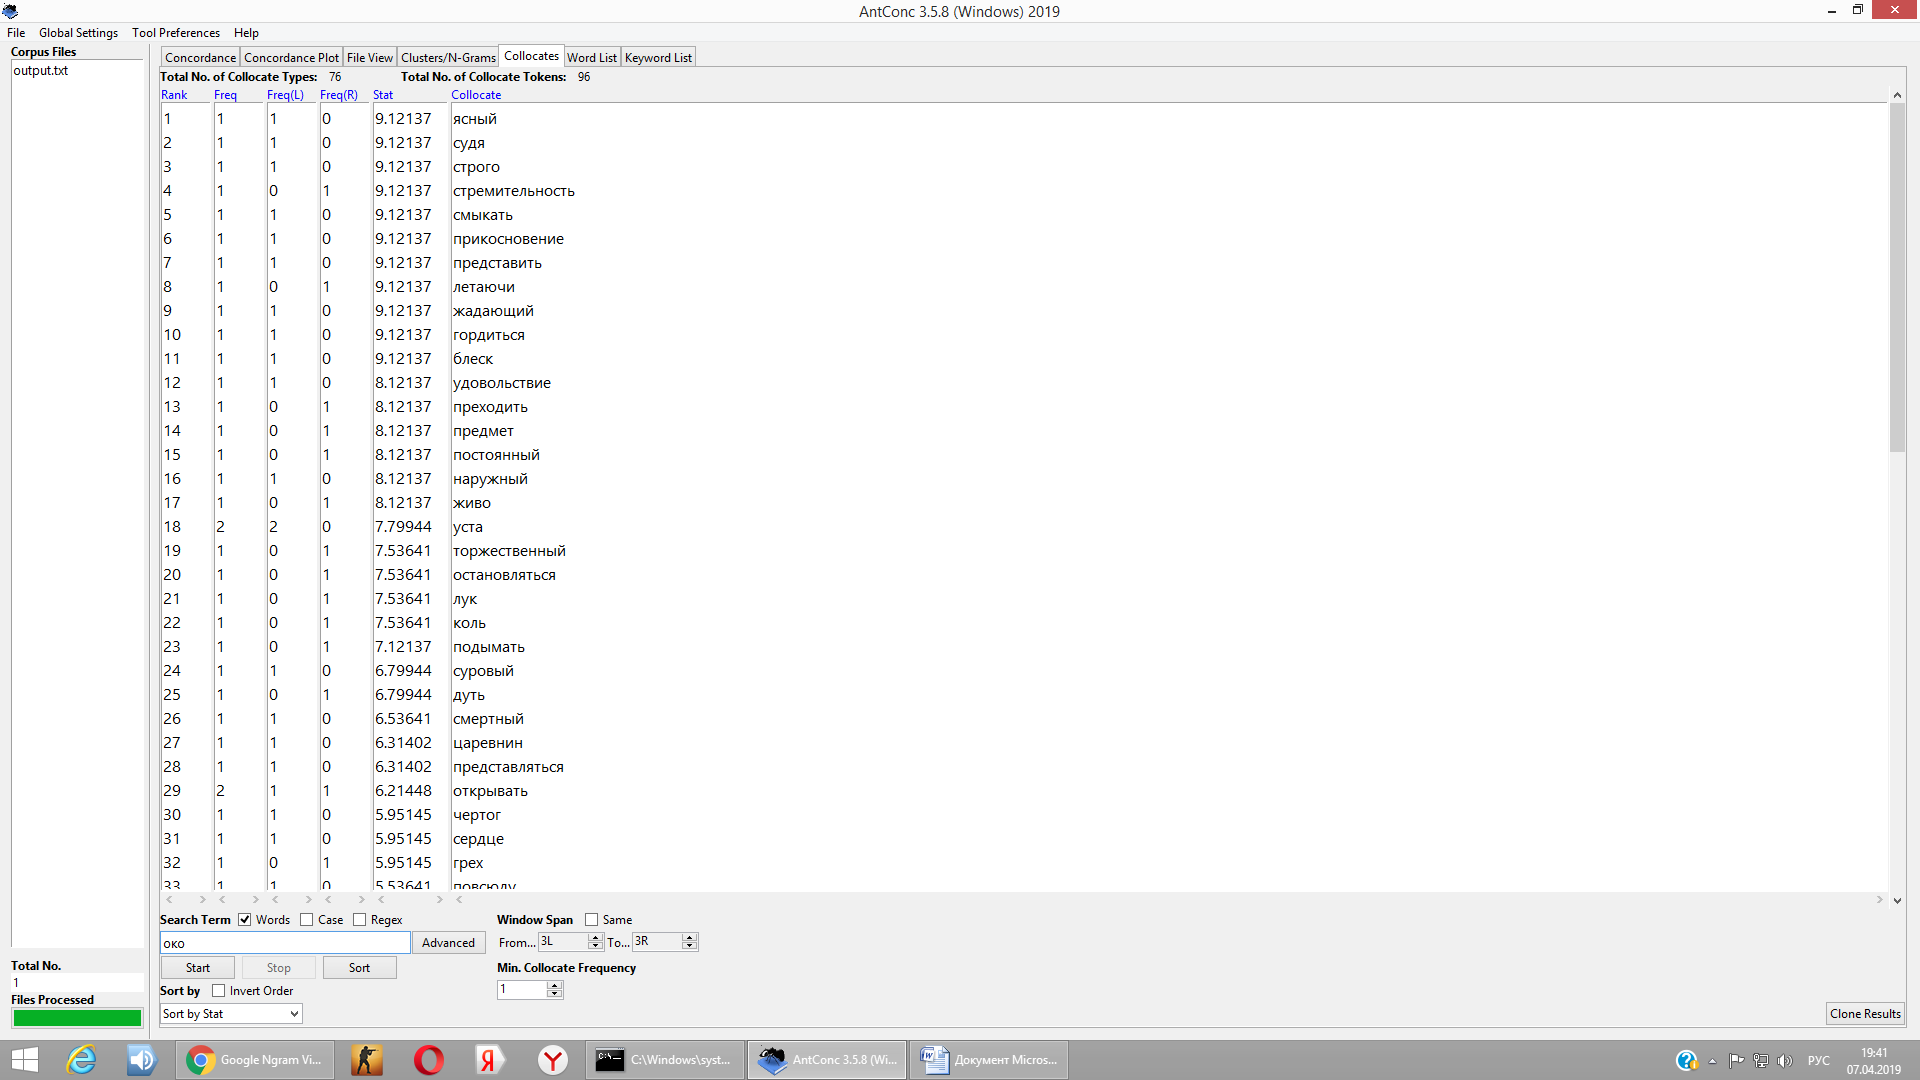 AntConc 3.5.8 (Windows) 2019
File Global Settings Tool Preferences Help
Corpus Files
output.txt
Concordance Concordance Plot File View Clusters/N-Grams Collocates Word List Keyword List
Total No. of Collocate Types: 76 Total No. of Collocate Tokens: 96
Rank Freq Freq(L) Freq(R) Stat Collocate
1 1 1 0 9.12137 ясный
2 1 1 0 9.12137 судя
3 1 1 0 9.12137 строго
4 1 0 1 9.12137 стремительность
5 1 1 0 9.12137 смыкать
6 1 1 0 9.12137 прикосновение
7 1 1 0 9.12137 представить
8 1 0 1 9.12137 летаючи
9 1 1 0 9.12137 жадающий
10 1 1 0 9.12137 гордиться
11 1 1 0 9.12137 блеск
12 1 1 0 8.12137 удовольствие
13 1 0 1 8.12137 преходить
14 1 0 1 8.12137 предмет
15 1 0 1 8.12137 постоянный
16 1 1 0 8.12137 наружный
17 1 0 1 8.12137 живо
18 2 2 0 7.79944 уста
19 1 0 1 7.53641 торжественный
20 1 0 1 7.53641 остановляться
21 1 0 1 7.53641 лук
22 1 0 1 7.53641 коль
23 1 0 1 7.12137 подымать
24 1 1 0 6.79944 суровый
25 1 0 1 6.79944 дуть
26 1 1 0 6.53641 смертный
27 1 1 0 6.31402 царевнин
28 1 1 0 6.31402 представляться
29 2 1 1 6.21448 открывать
30 1 1 0 5.95145 чертог
31 1 1 0 5.95145 сердце
32 1 0 1 5.95145 грех
33 1 1 0 5.53641 повсюду
Search Term Words Case Regex Window Span Same
око Advanced From... 3L To... 3R
Start Stop Sort Min. Collocate Frequency
Sort by Invert Order 1
Sort by Stat Clone Results
Total No.
1
Files Processed
Google Ngram Vi... C:\Windows\syst... AntConc 3.5.8 (Wi... Документ Micros... РУС 19:41
07.04.2019